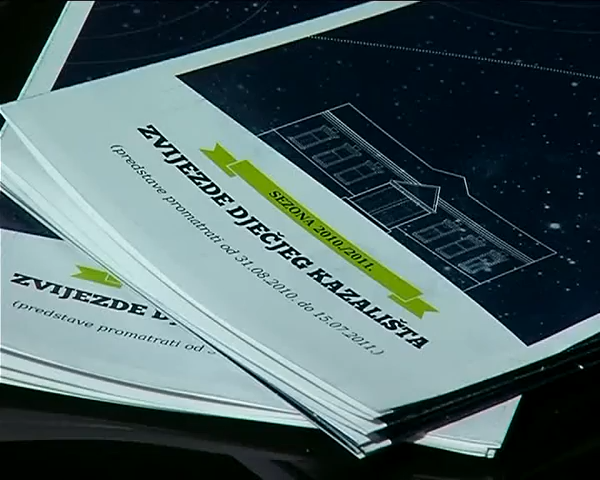 SEZONA 2010./2011.
ZVIJEZDE DJEČJEG KAZALIŠTA
(predstave promatrati od 31.08.2010. do 15.07.2011.)
ZVIJEZDE
(predstave promatrati od